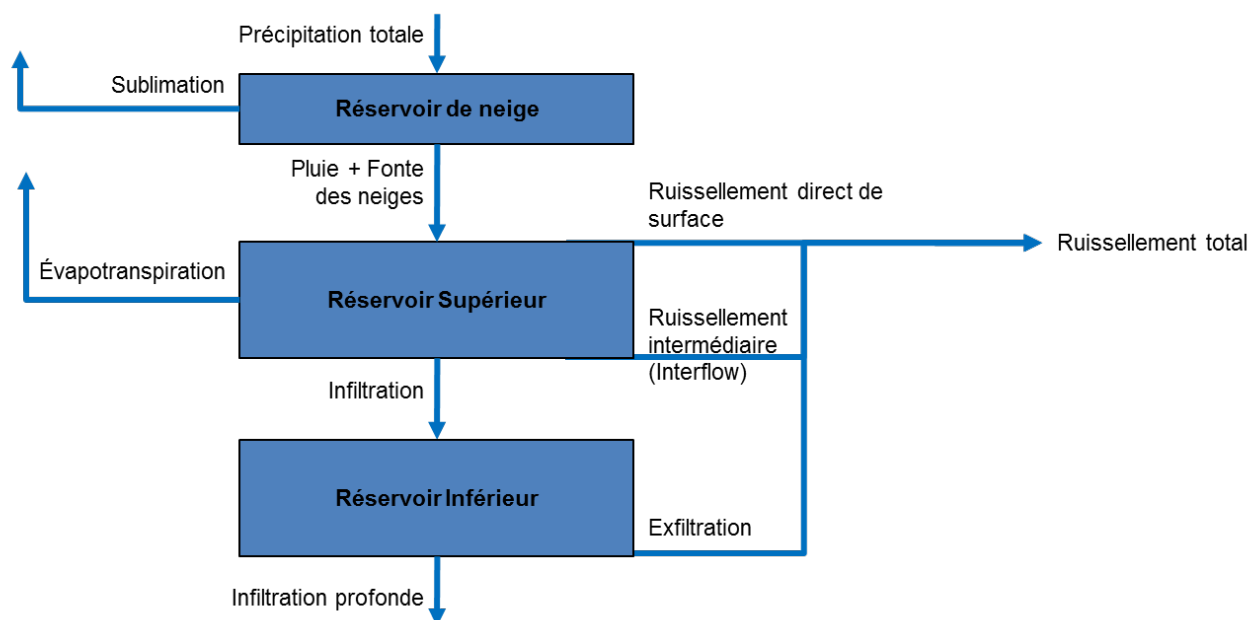 Précipitation totale
Sublimation
Réservoir de neige
Pluie + Fonte
des neiges
Ruissellement direct de
surface
Ruissellement total
Évapotranspiration
Réservoir Supérieur
Ruissellement
intermédiaire
(Interflow)
Infiltration
Réservoir Inférieur
Exfiltration
Infiltration profonde